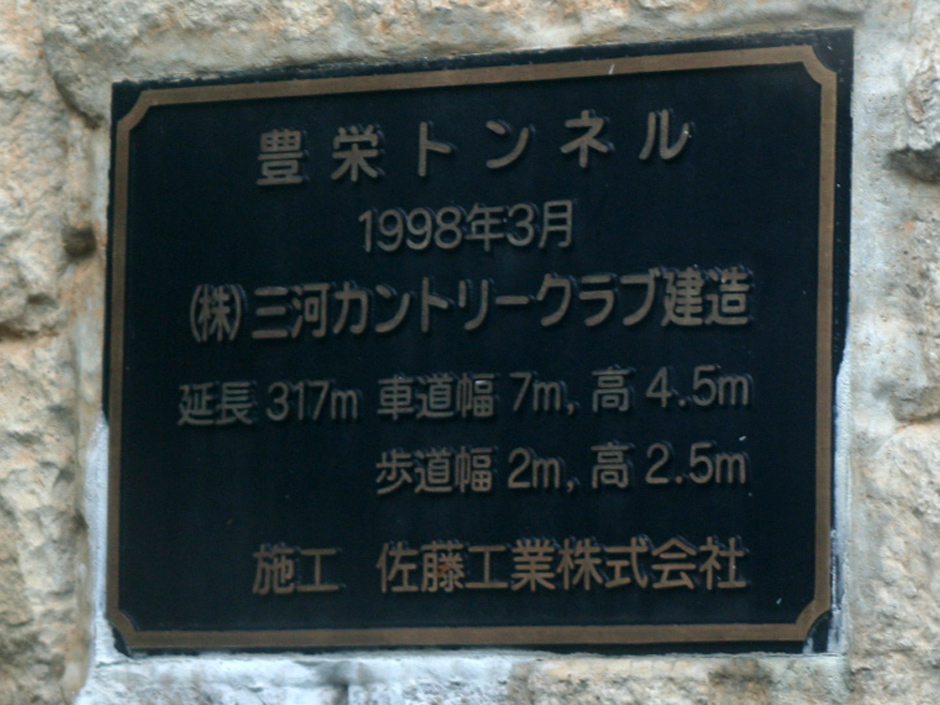 豊栄トンネル
1998年3月
(株)三河カントリークラブ建造
延長 317m 車道幅 7m, 高 4.5m
歩道幅 2m, 高 2.5m
施工 佐藤工業株式会社